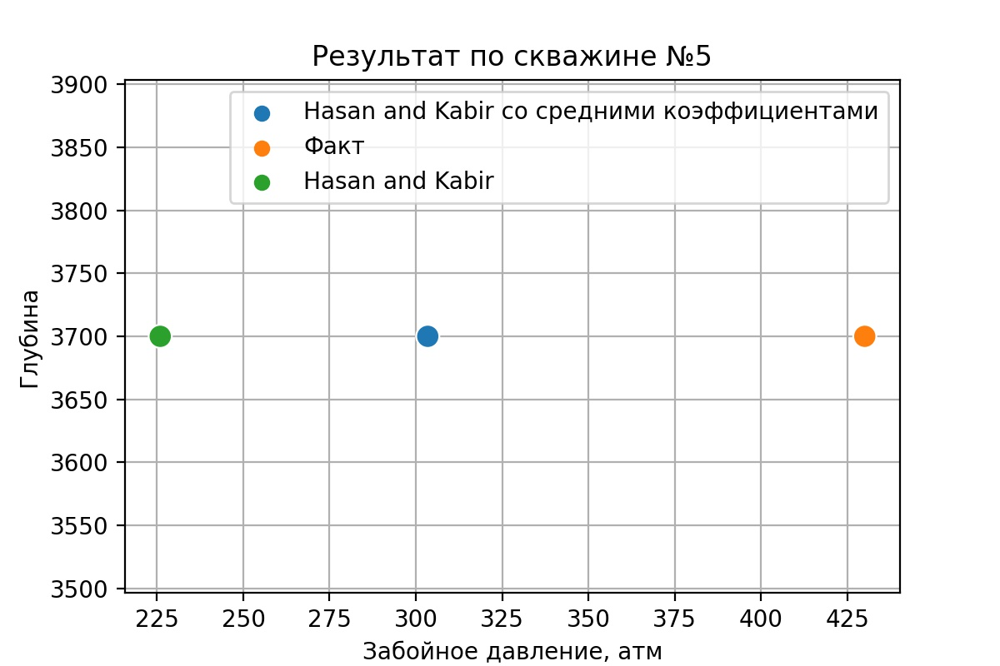 Результат по скважине №5
Hasan and Kabir со средними коэффициентами
Факт
Hasan and Kabir
Глубина
3900
3850
3800
3750
3700
3650
3600
3550
3500
225 250 275 300 325 350 375 400 425
Забойное давление, атм